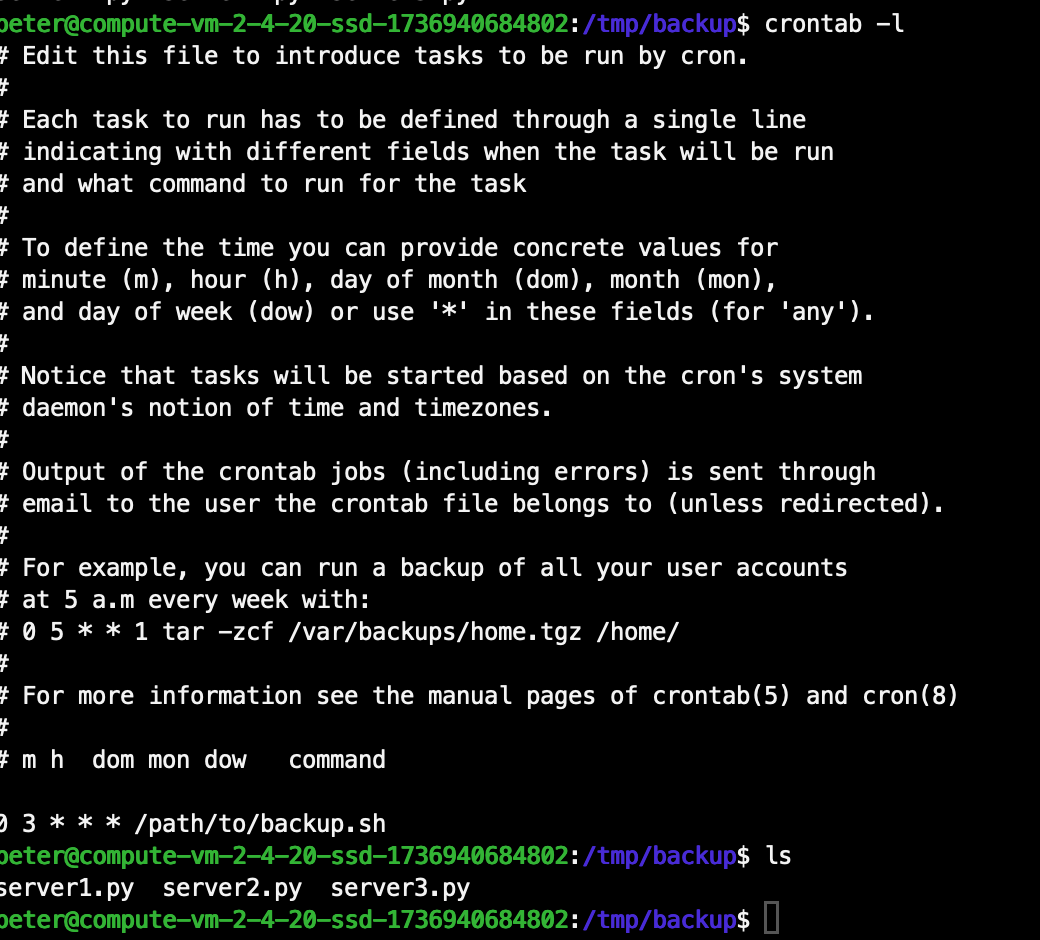 peter@compute-vm-2-4-20-ssd-1736940684802:/tmp/backup$ crontab -l
# Edit this file to introduce tasks to be run by cron.
#
# Each task to run has to be defined through a single line
# indicating with different fields when the task will be run
# and what command to run for the task
#
# To define the time you can provide concrete values for
# minute (m), hour (h), day of month (dom), month (mon),
# and day of week (dow) or use '*' in these fields (for 'any').
#
# Notice that tasks will be started based on the cron's system
# daemon's notion of time and timezones.
#
# Output of the crontab jobs (including errors) is sent through
# email to the user the crontab file belongs to (unless redirected).
#
# For example, you can run a backup of all your user accounts
# at 5 a.m every week with:
# 0 5 * * 1 tar -zcf /var/backups/home.tgz /home/
#
# For more information see the manual pages of crontab(5) and cron(8)
#
# m h  dom mon dow   command
0 3 * * * /path/to/backup.sh
peter@compute-vm-2-4-20-ssd-1736940684802:/tmp/backup$ ls
server1.py  server2.py  server3.py
peter@compute-vm-2-4-20-ssd-1736940684802:/tmp/backup$